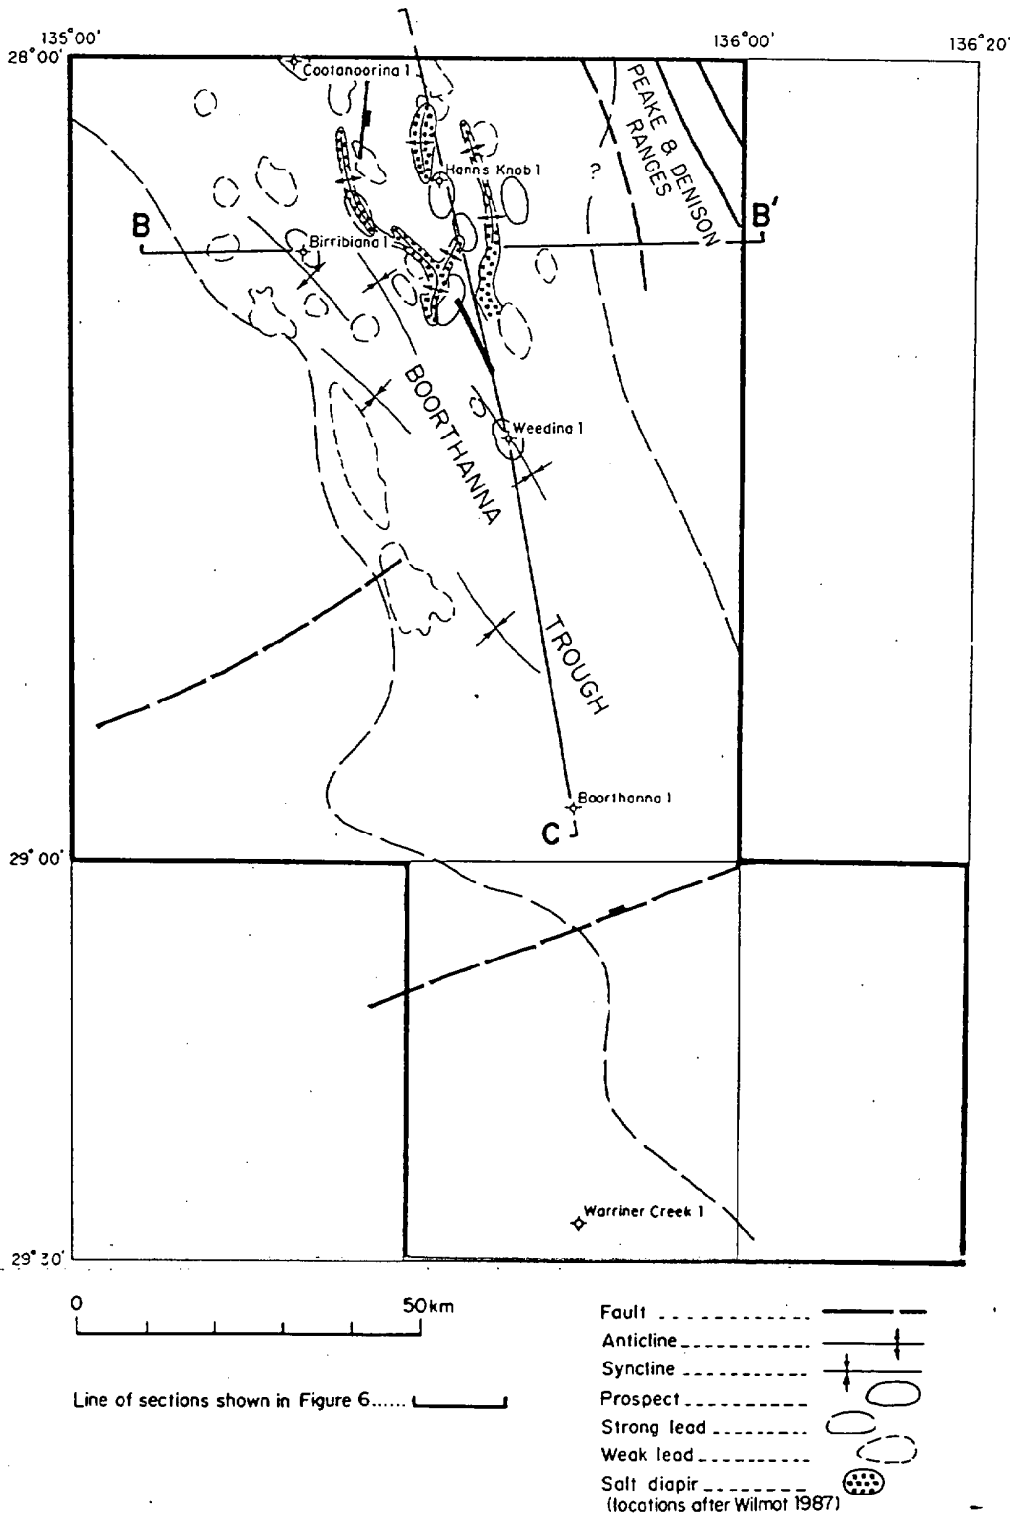 135°00'
136°00'
136°20'
28°00'
Cootanoorina 1
PEAKE & DENISON
RANGES
?
Hann's Knob 1
B
B'
Birribiana 1
BOORTHANNA
Weedina 1
TROUGH
Boorthanna 1
C
29°00'
Warriner Creek 1
29°30'
0
50km
Line of sections shown in Figure 6......
Fault
Anticline
Syncline
Prospect
Strong lead
Weak lead
Salt diapir
(locations after Wilmot 1987)